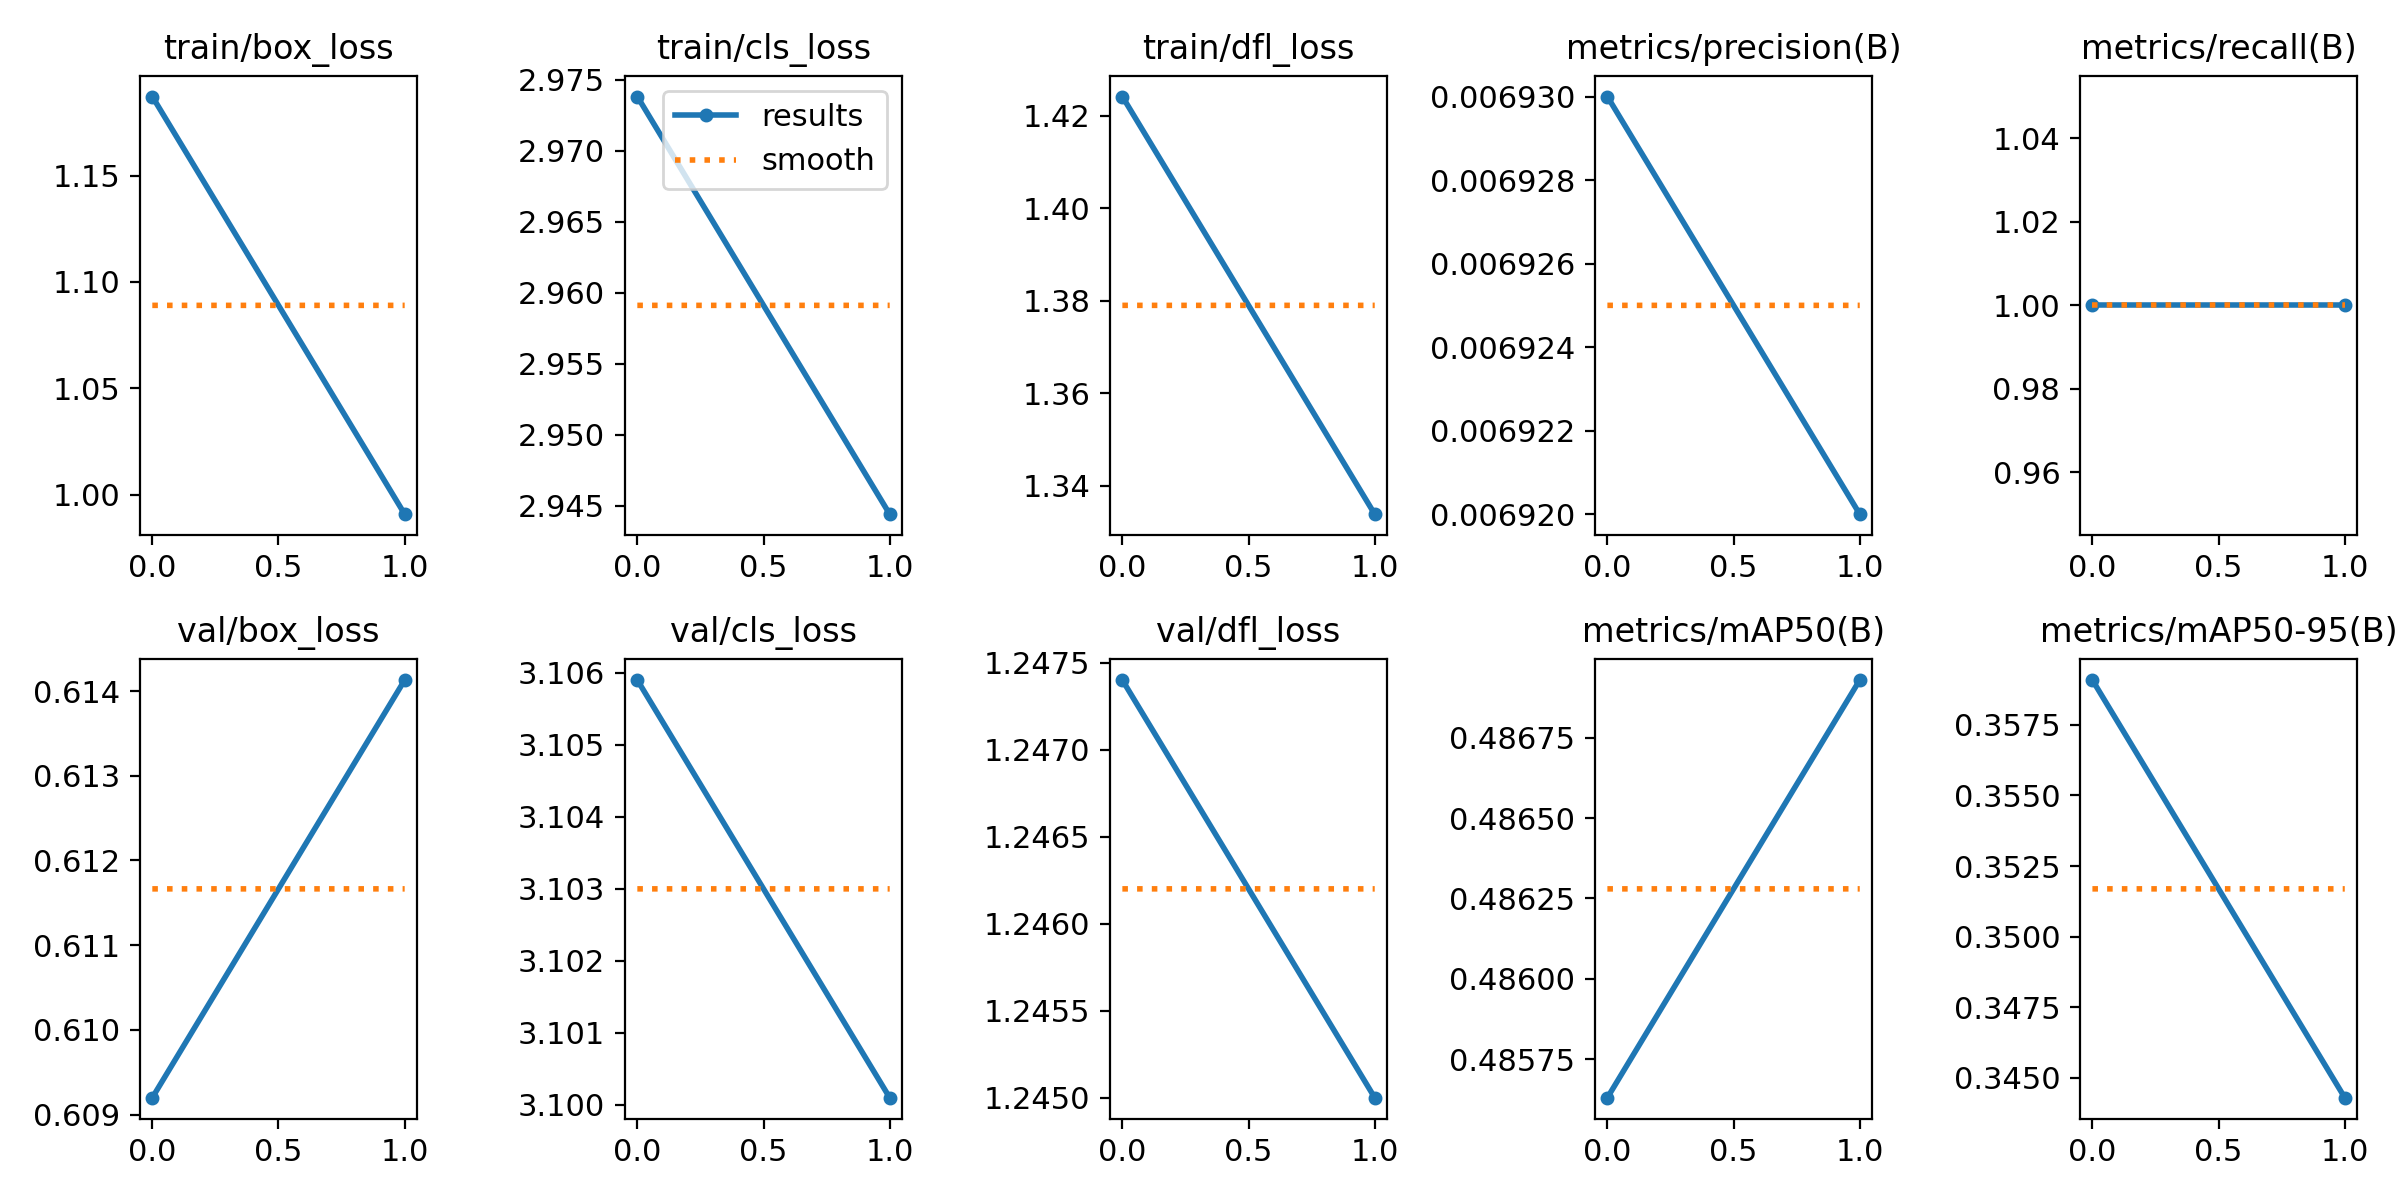 train/box_loss
1.15
1.10
1.05
1.00
0.0 0.5 1.0
train/cls_loss
2.975
2.970
2.965
2.960
2.955
2.950
2.945
results
smooth
0.0 0.5 1.0
train/dfl_loss
1.42
1.40
1.38
1.36
1.34
0.0 0.5 1.0
metrics/precision(B)
0.006930
0.006928
0.006926
0.006924
0.006922
0.006920
0.0 0.5 1.0
metrics/recall(B)
1.04
1.02
1.00
0.98
0.96
0.0 0.5 1.0
val/box_loss
0.614
0.613
0.612
0.611
0.610
0.609
0.0 0.5 1.0
val/cls_loss
3.106
3.105
3.104
3.103
3.102
3.101
3.100
0.0 0.5 1.0
val/dfl_loss
1.2475
1.2470
1.2465
1.2460
1.2455
1.2450
0.0 0.5 1.0
metrics/mAP50(B)
0.48675
0.48650
0.48625
0.48600
0.48575
0.0 0.5 1.0
metrics/mAP50-95(B)
0.3575
0.3550
0.3525
0.3500
0.3475
0.3450
0.0 0.5 1.0